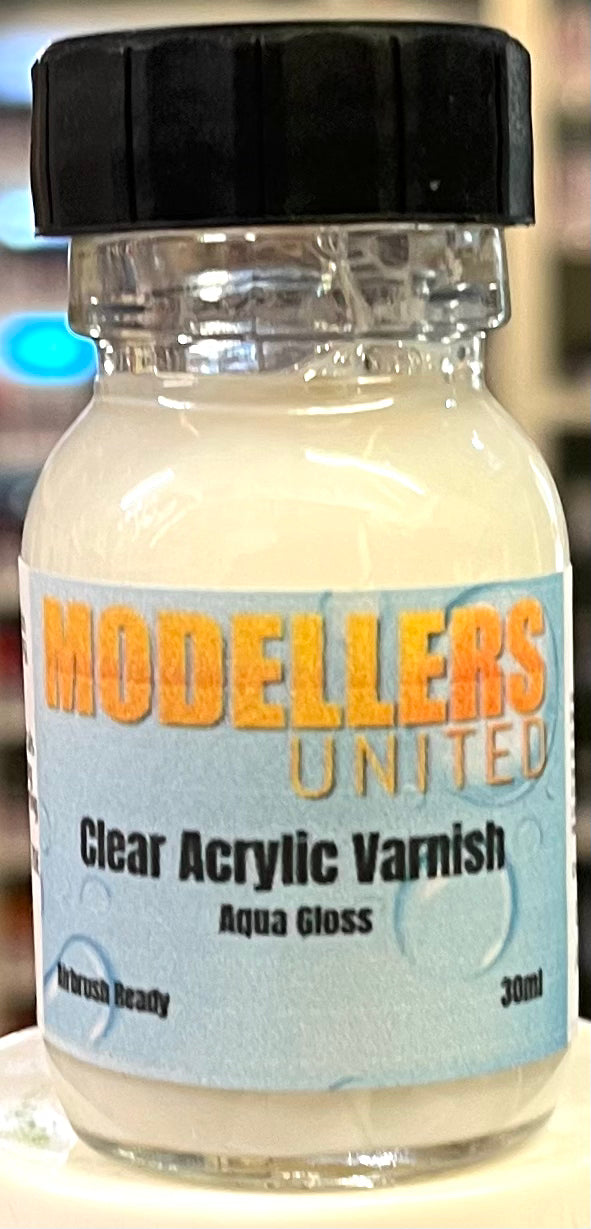 MODELLERS
UNITED
Clear Acrylic Varnish
Aqua Gloss
Airbrush Ready
30ml